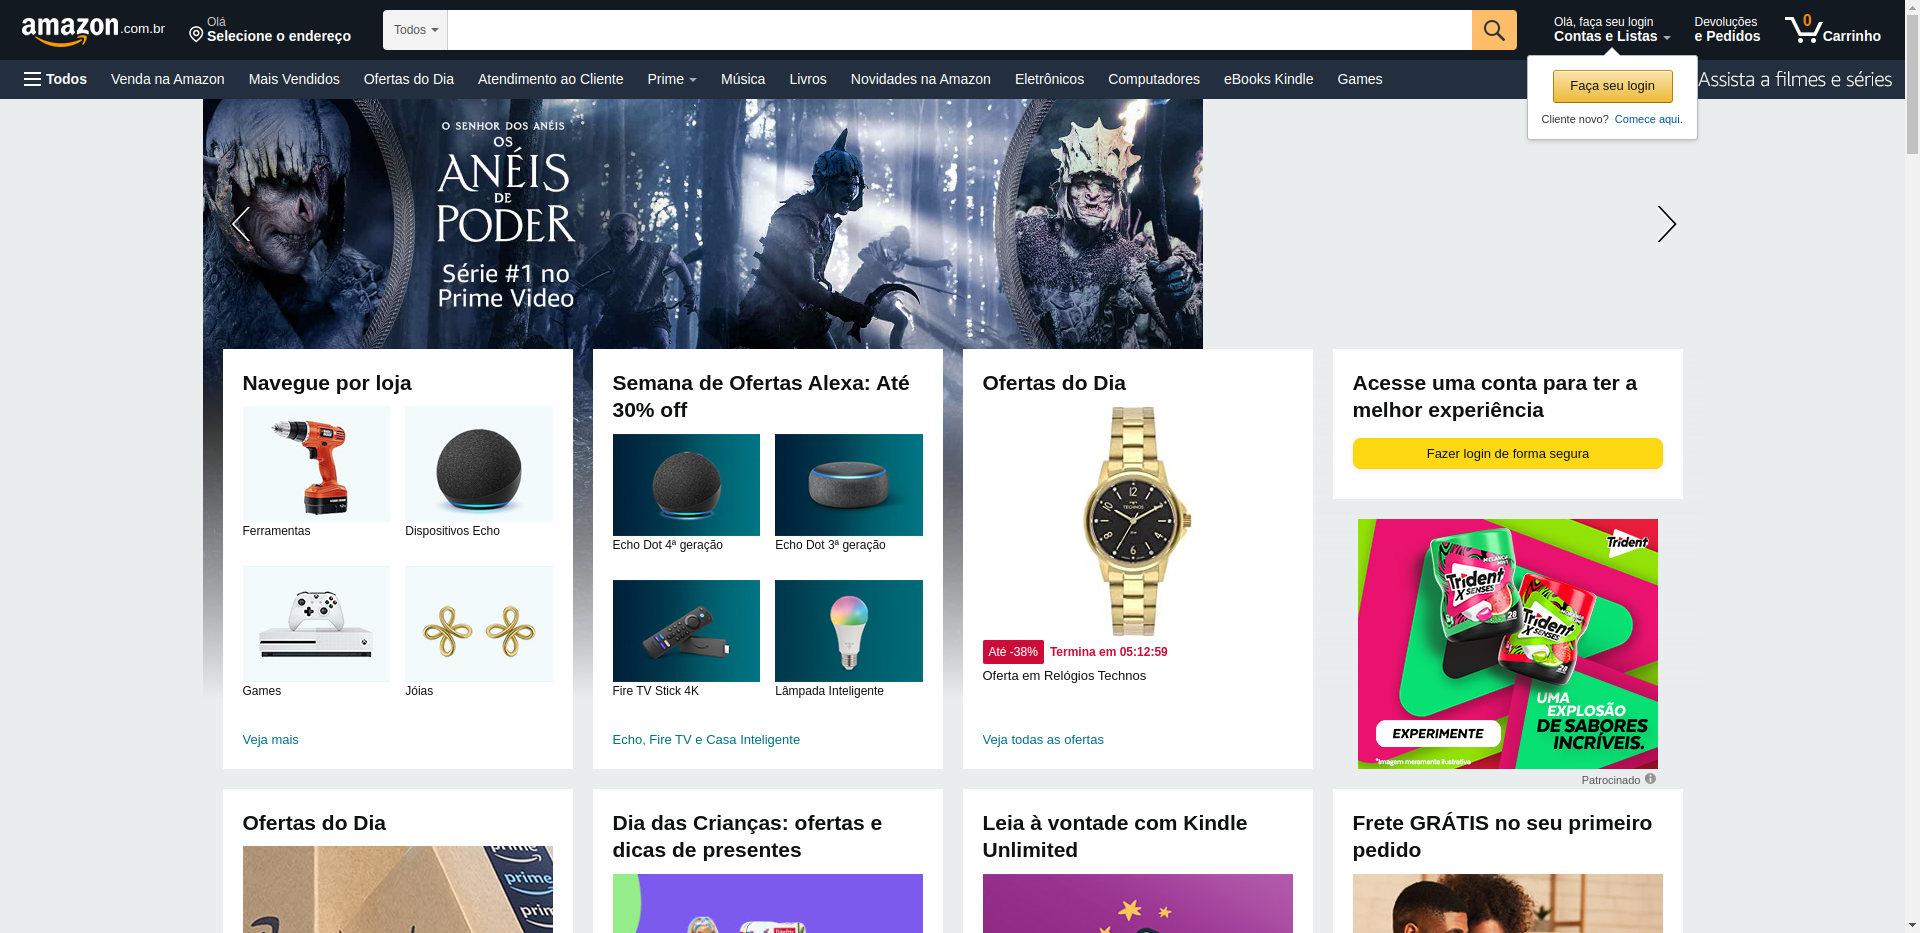 amazon.com.br
Olá
Selecione o endereço
Todos
Olá, faça seu login
Contas e Listas
Devoluções
e Pedidos
0
Carrinho
Todos
Venda na Amazon
Mais Vendidos
Ofertas do Dia
Atendimento ao Cliente
Prime
Música
Livros
Novidades na Amazon
Eletrônicos
Computadores
eBooks Kindle
Games
Assista a filmes e séries
Faça seu login
Cliente novo? Comece aqui.
O SENHOR DOS ANÉIS
OS
ANÉIS
DE
PODER
Série #1 no
Prime Video
Navegue por loja
Ferramentas
Dispositivos Echo
Games
Jóias
Veja mais
Semana de Ofertas Alexa: Até
30% off
Echo Dot 4ª geração
Echo Dot 3ª geração
Fire TV Stick 4K
Lâmpada Inteligente
Echo, Fire TV e Casa Inteligente
Ofertas do Dia
TECHNOS
Até -38%
Termina em 05:12:59
Oferta em Relógios Technos
Veja todas as ofertas
Acesse uma conta para ter a
melhor experiência
Fazer login de forma segura
Trident
Trident
X SENSES
28
Trident
X SENSES
28
UMA
EXPLOSÃO
DE SABORES
INCRÍVEIS.
EXPERIMENTE
*Imagem meramente ilustrativa
Patrocinado
Ofertas do Dia
prime
prime
Dia das Crianças: ofertas e
dicas de presentes
Leia à vontade com Kindle
Unlimited
Frete GRÁTIS no seu primeiro
pedido